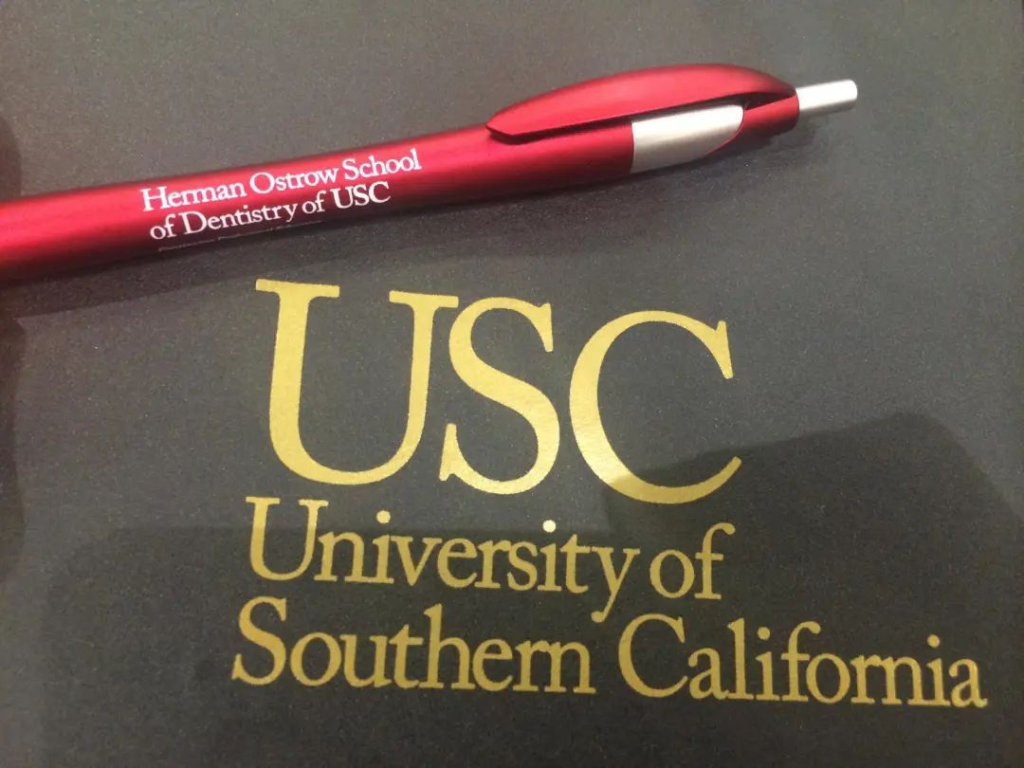 Herman Ostrow School
of Dentistry of USC
USC
University of
Southern California